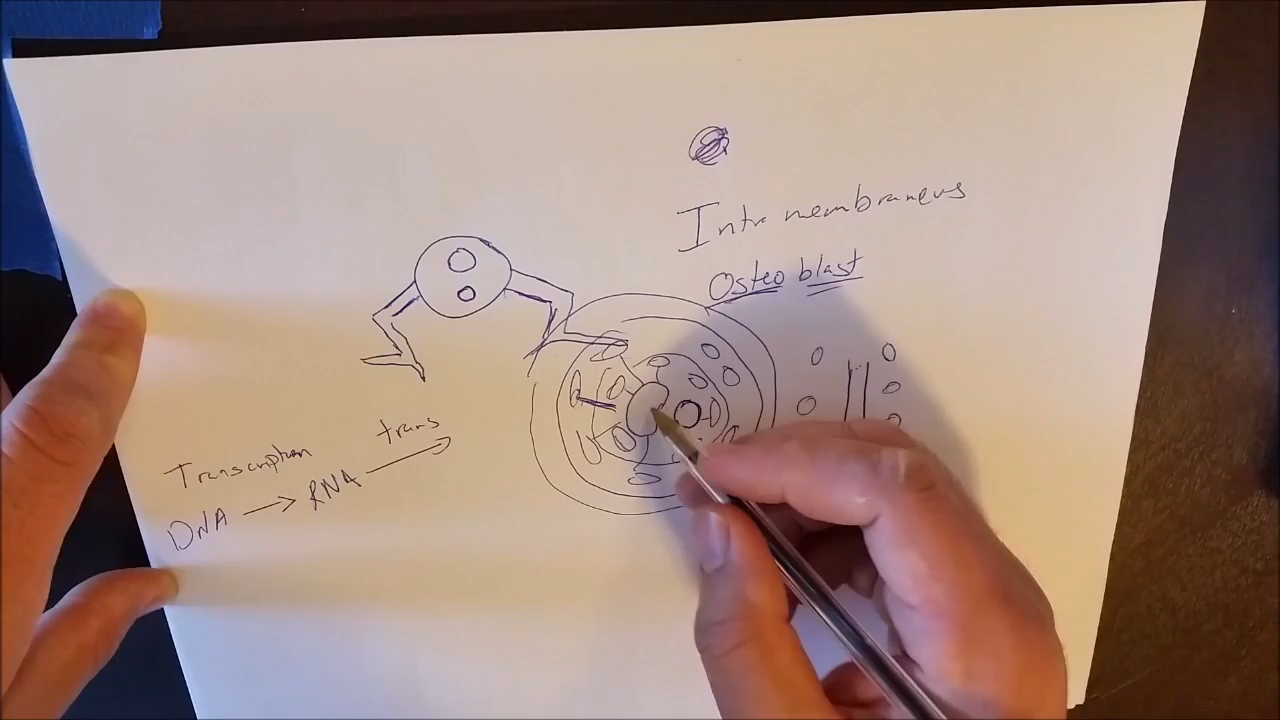 Intramembraneus
Osteoblast
Transcription
trans
DNA → RNA →